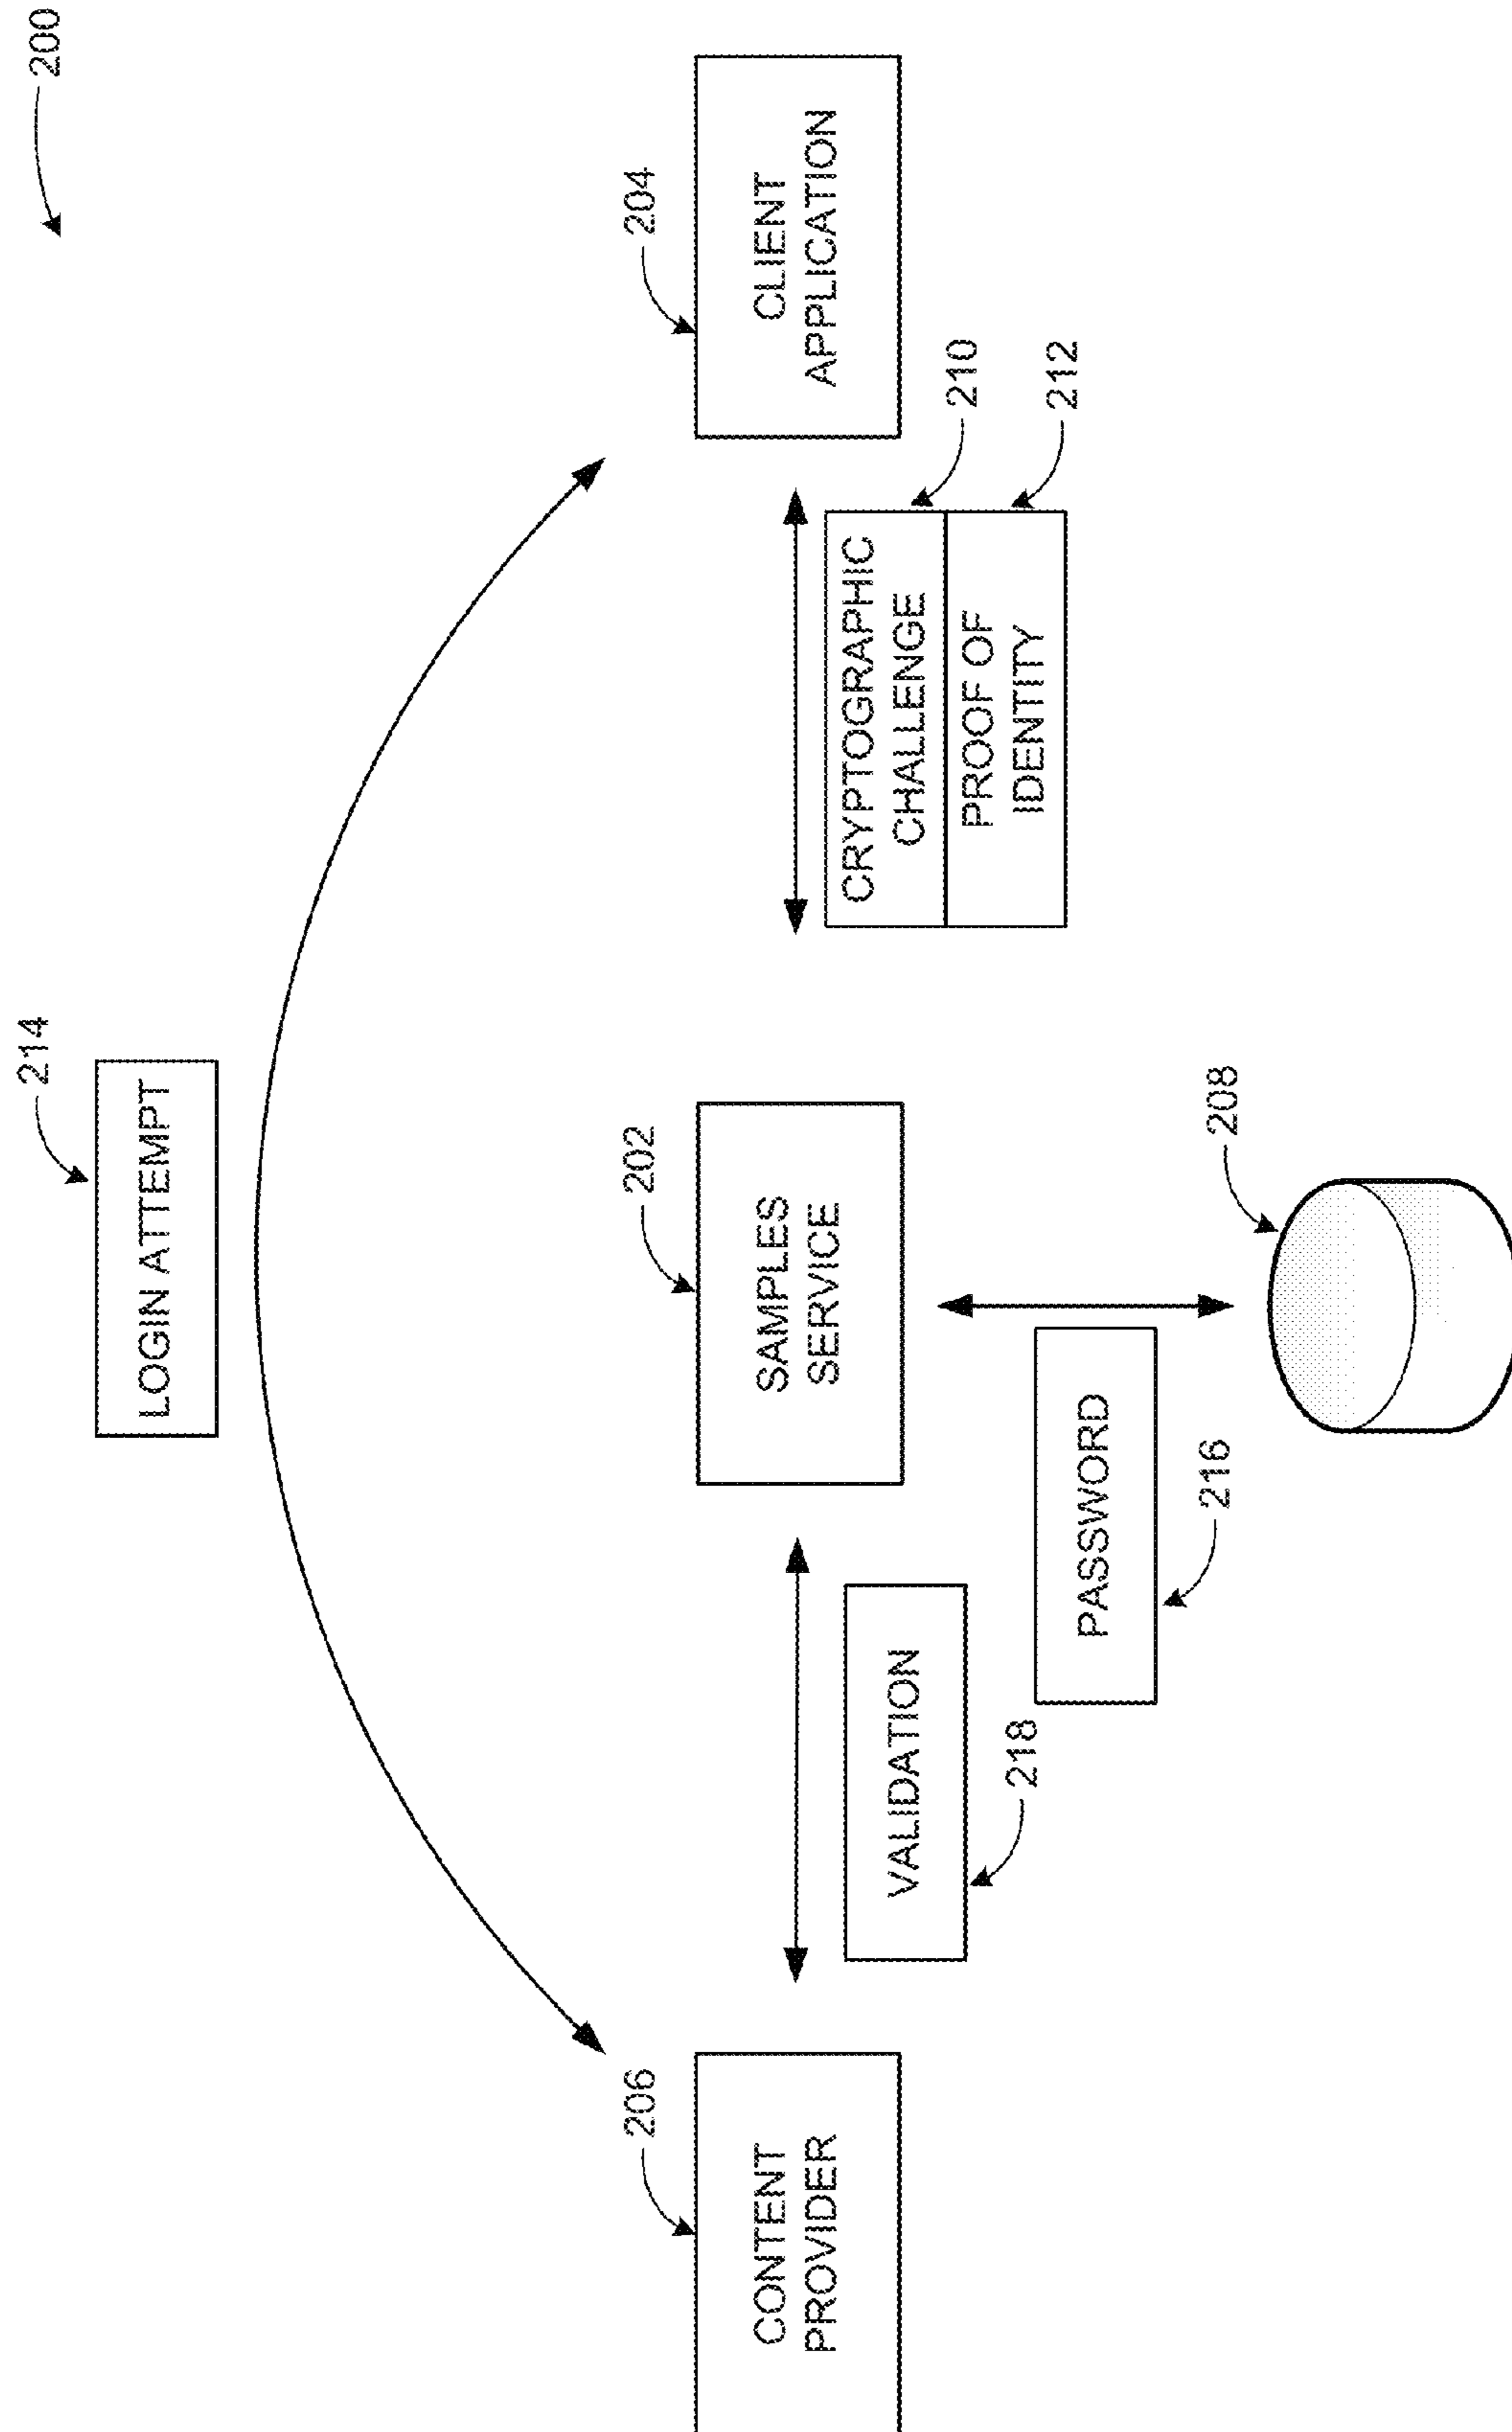 200
214
LOGIN ATTEMPT
206
CONTENT
PROVIDER
202
SAMPLES
SERVICE
204
CLIENT
APPLICATION
VALIDATION
218
CRYPTOGRAPHIC
CHALLENGE
210
PROOF OF
IDENTITY
212
PASSWORD
216
208